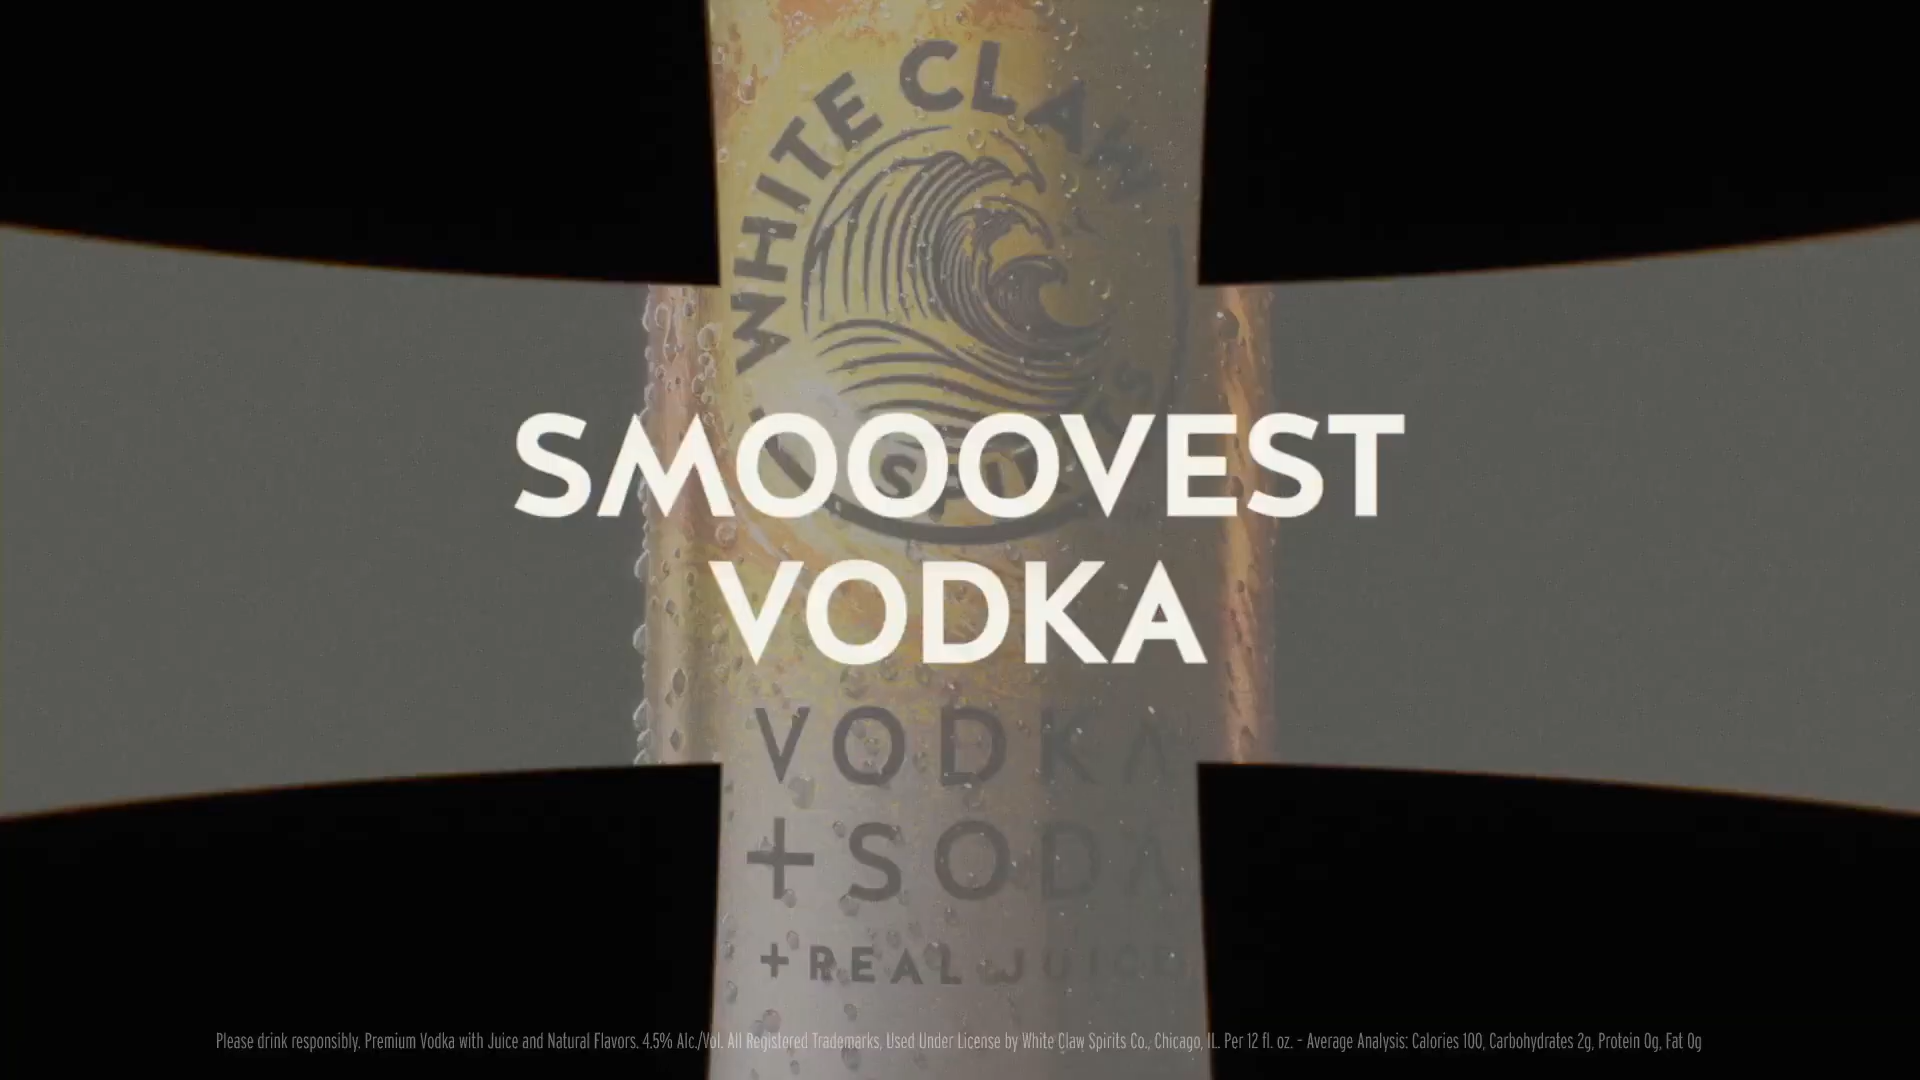 WHITE CLAW
SPIRITS
SMOOOVEST
VODKA
VODKA
+SODA
+REAL JUICE
Please drink responsibly. Premium Vodka with Juice and Natural Flavors. 4.5% Alc./Vol. All Registered Trademarks, Used Under License by White Claw Spirits Co., Chicago, IL. Per 12 fl. oz. - Average Analysis: Calories 100, Carbohydrates 2g, Protein 0g, Fat 0g